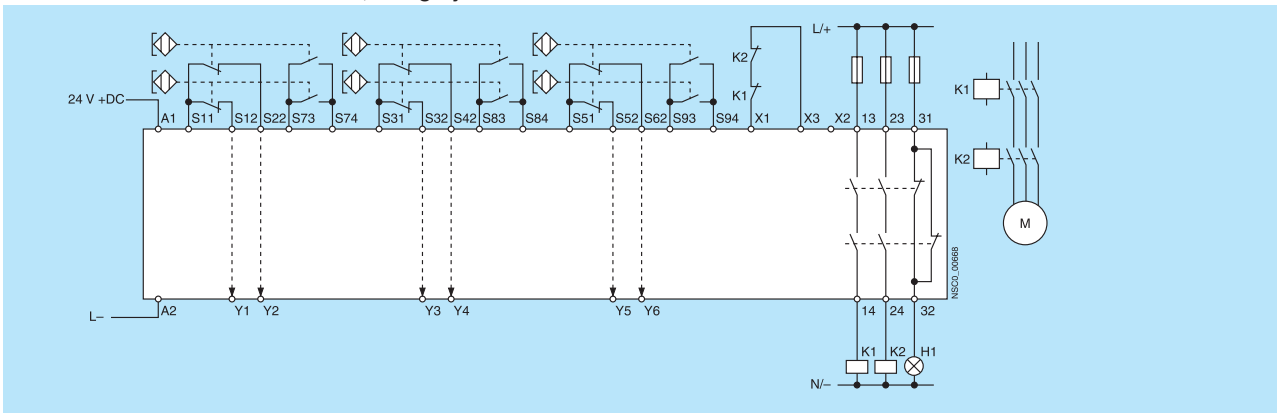 L/+
K2
K1
K1
24 V +DC
A1 S11 S12 S22 S73 S74 S31 S32 S42 S83 S84 S51 S52 S62 S93 S94 X1 X3 X2 13 23 31
K2
M
NSC0_00668
L–
A2 Y1 Y2 Y3 Y4 Y5 Y6 14 24 32
K1 K2 H1
N/–